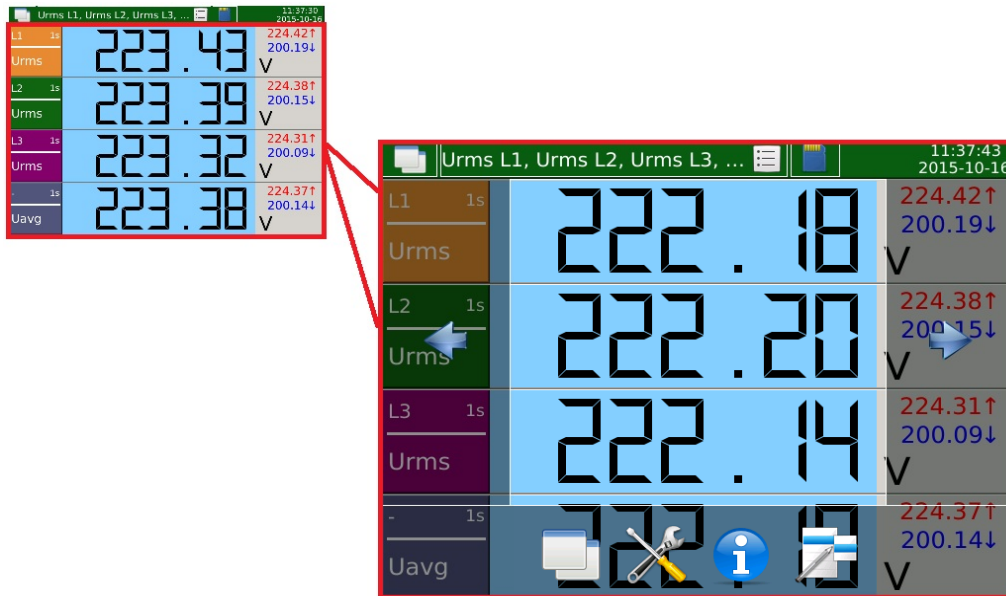 Urms L1, Urms L2, Urms L3, ...
11:37:30
2015-10-16
L1 1s
Urms
223.43
224.42↑
200.19↓
V
L2 1s
Urms
223.39
224.38↑
200.15↓
V
L3 1s
Urms
223.32
224.31↑
200.09↓
V
- 1s
Uavg
223.38
224.37↑
200.14↓
V
Urms L1, Urms L2, Urms L3, ...
11:37:43
2015-10-16
L1 1s
Urms
222.18
224.42↑
200.19↓
V
L2 1s
Urms
222.20
224.38↑
200.15↓
V
L3 1s
Urms
222.14
224.31↑
200.09↓
V
- 1s
Uavg
224.37↑
200.14↓
V